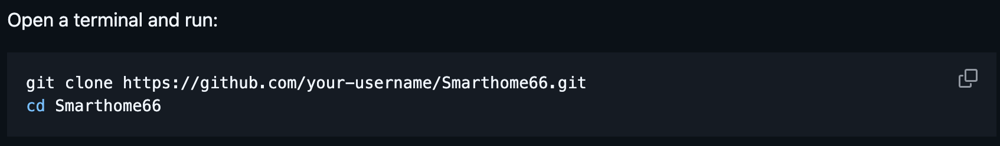 Open a terminal and run:
git clone https://github.com/your-username/Smarthome66.git
cd Smarthome66